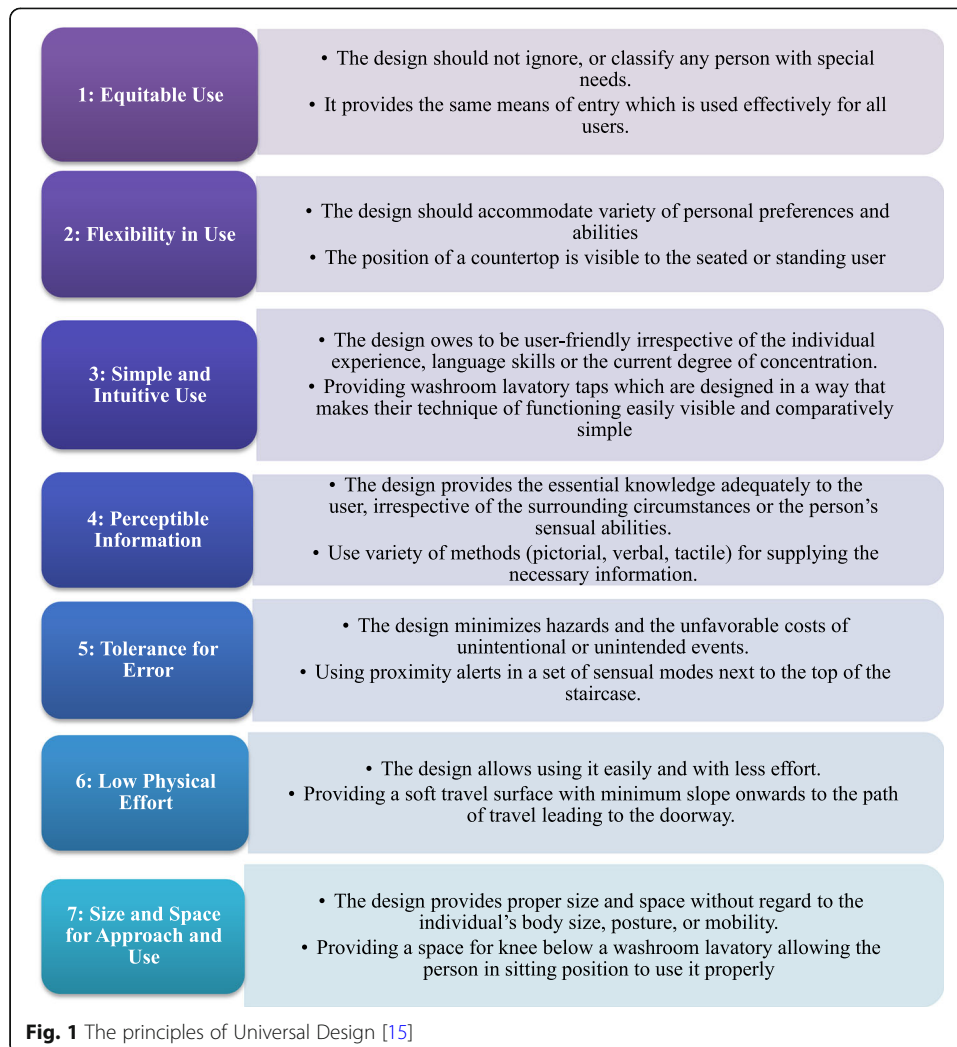 1: Equitable Use
• The design should not ignore, or classify any person with special
needs.
• It provides the same means of entry which is used effectively for all
users.
2: Flexibility in Use
• The design should accommodate variety of personal preferences and
abilities
• The position of a countertop is visible to the seated or standing user
3: Simple and
Intuitive Use
• The design owes to be user-friendly irrespective of the individual
experience, language skills or the current degree of concentration.
• Providing washroom lavatory taps which are designed in a way that
makes their technique of functioning easily visible and comparatively
simple
4: Perceptible
Information
• The design provides the essential knowledge adequately to the
user, irrespective of the surrounding circumstances or the person’s
sensual abilities.
• Use variety of methods (pictorial, verbal, tactile) for supplying the
necessary information.
5: Tolerance for
Error
• The design minimizes hazards and the unfavorable costs of
unintentional or unintended events.
• Using proximity alerts in a set of sensual modes next to the top of the
staircase.
6: Low Physical
Effort
• The design allows using it easily and with less effort.
• Providing a soft travel surface with minimum slope onwards to the path
of travel leading to the doorway.
7: Size and Space
for Approach and
Use
• The design provides proper size and space without regard to the
individual’s body size, posture, or mobility.
• Providing a space for knee below a washroom lavatory allowing the
person in sitting position to use it properly
Fig. 1 The principles of Universal Design [15]